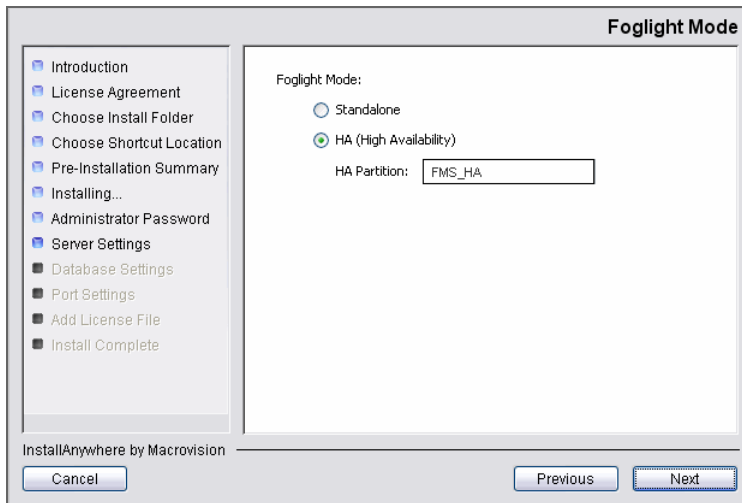 Foglight Mode
Introduction
License Agreement
Choose Install Folder
Choose Shortcut Location
Pre-Installation Summary
Installing...
Administrator Password
Server Settings
Database Settings
Port Settings
Add License File
Install Complete
Foglight Mode:
Standalone
HA (High Availability)
HA Partition: FMS_HA
InstallAnywhere by Macrovision
Cancel Previous Next